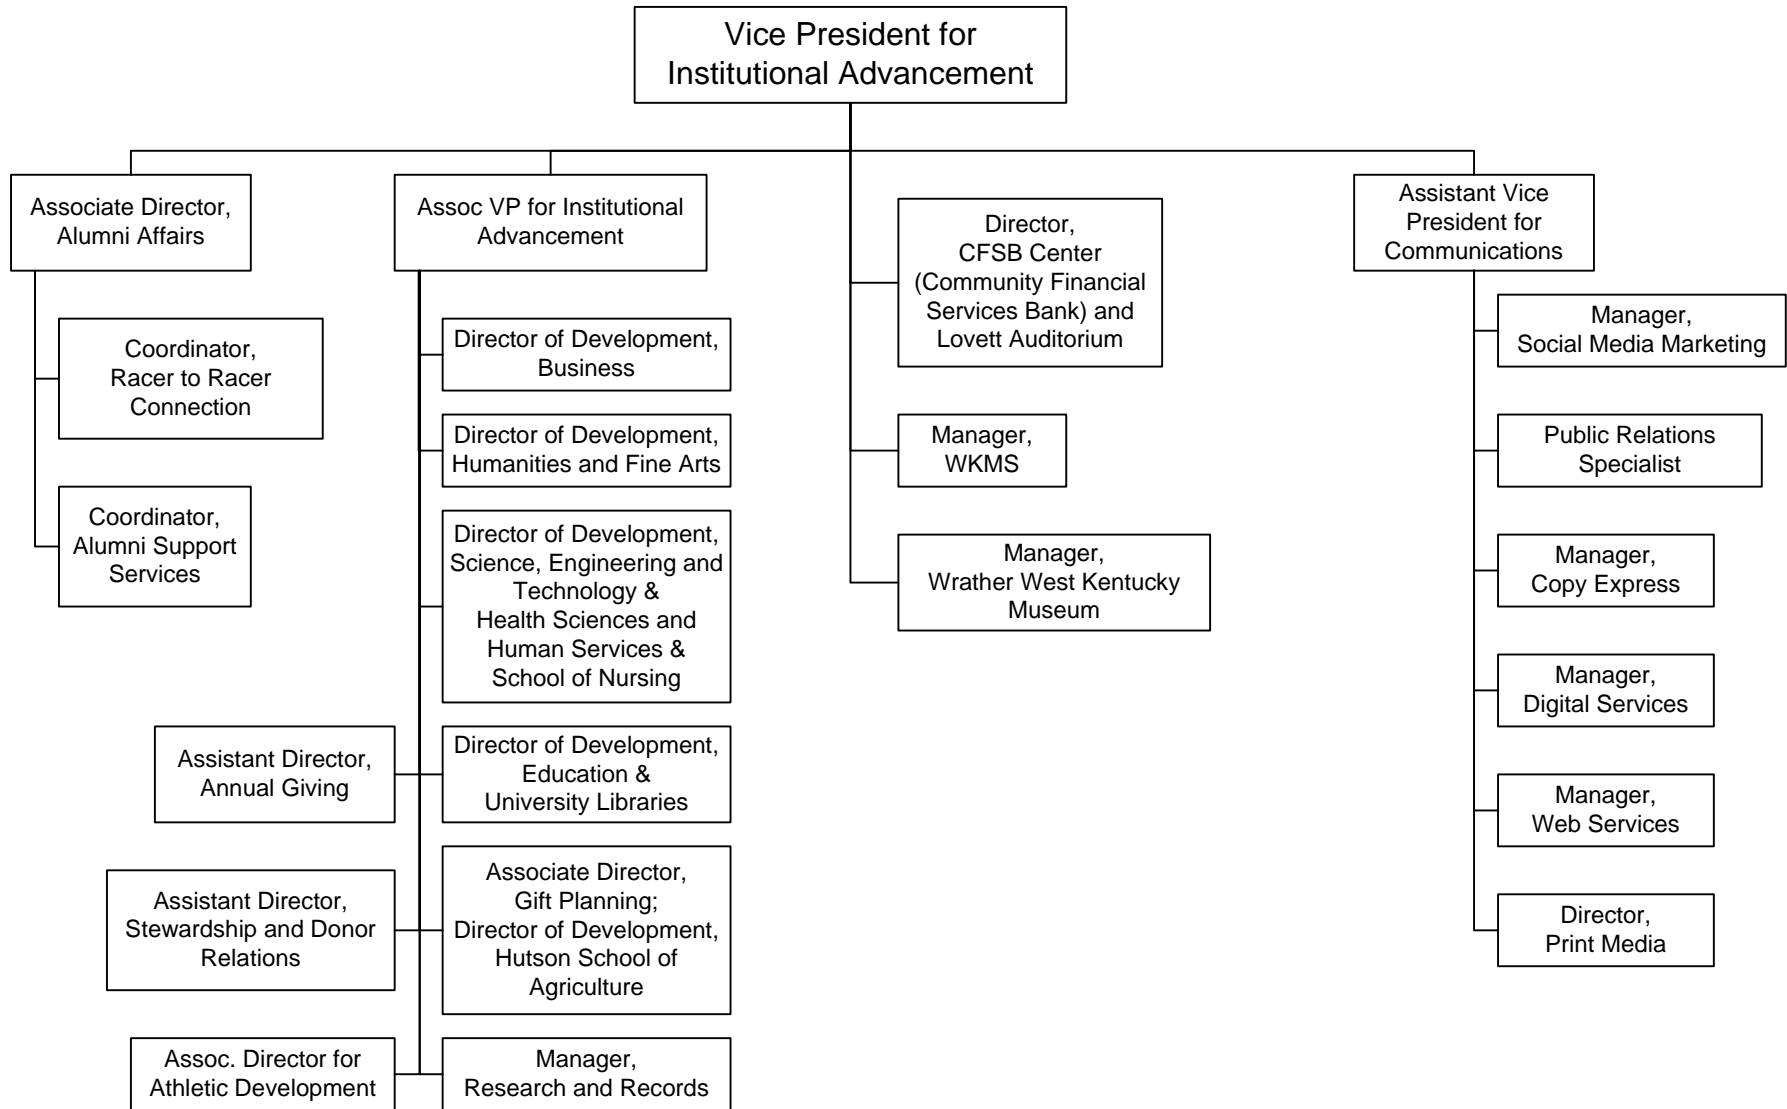 Vice President for
Institutional Advancement
Associate Director,
Alumni Affairs
Coordinator,
Racer to Racer
Connection
Coordinator,
Alumni Support
Services
Assoc VP for Institutional
Advancement
Director of Development,
Business
Director of Development,
Humanities and Fine Arts
Director of Development,
Science, Engineering and
Technology &
Health Sciences and
Human Services &
School of Nursing
Assistant Director,
Annual Giving
Director of Development,
Education &
University Libraries
Assistant Director,
Stewardship and Donor
Relations
Associate Director,
Gift Planning;
Director of Development,
Hutson School of
Agriculture
Assoc. Director for
Athletic Development
Manager,
Research and Records
Director,
CFSB Center
(Community Financial
Services Bank) and
Lovett Auditorium
Manager,
WKMS
Manager,
Wrather West Kentucky
Museum
Assistant Vice
President for
Communications
Manager,
Social Media Marketing
Public Relations
Specialist
Manager,
Copy Express
Manager,
Digital Services
Manager,
Web Services
Director,
Print Media